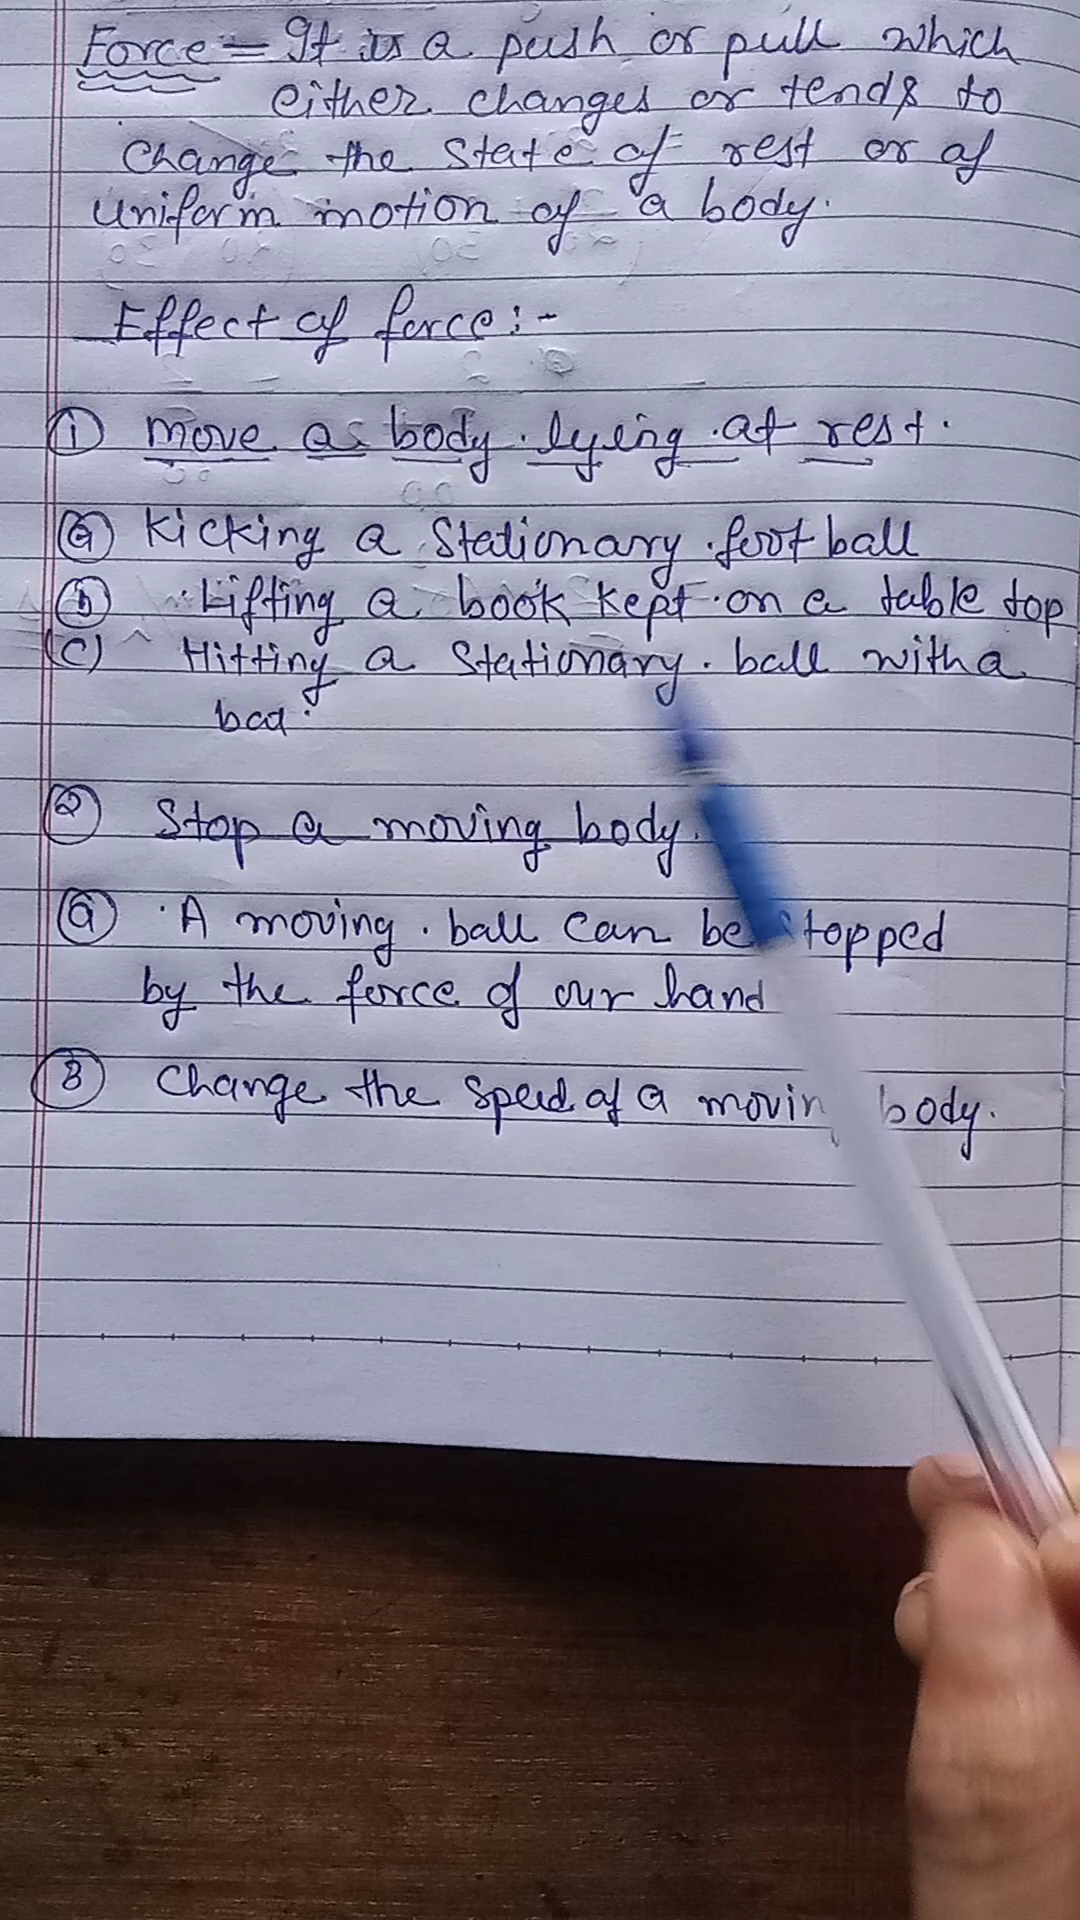 Force = It is a push or pull which
either changes or tends to
change the state of rest or of
uniform motion of a body.
Effect of force :-
① move as body lying at rest.
ⓐ Kicking a stationary football
ⓑ Lifting a book kept on a table top
(C) Hitting a stationary ball with a
bat
② Stop a moving body.
ⓐ A moving ball can be stopped
by the force of our hand
③ Change the speed of a moving body.